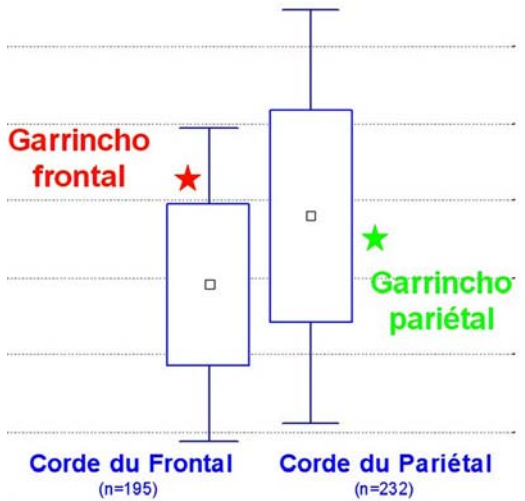 Garrincho
frontal
Garrincho
pariétal
Corde du Frontal
(n=195)
Corde du Pariétal
(n=232)